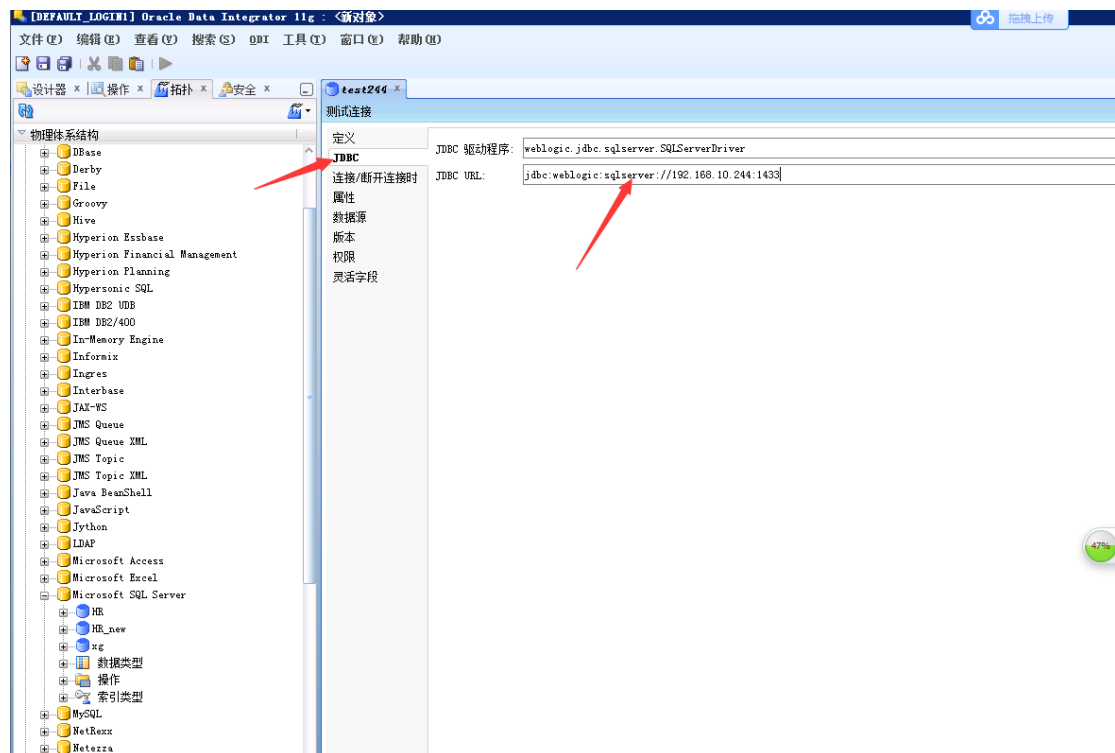 [DEFAULT_LOGIN1] Oracle Data Integrator 11g : <新对象>
拖拽上传
文件(F) 编辑(E) 查看(V) 搜索(S) ODI 工具(T) 窗口(W) 帮助(H)
设计器 × 操作 × 拓扑 × 安全 ×
test244 ×
测试连接
物理体系结构
DBase
Derby
File
Groovy
Hive
Hyperion Essbase
Hyperion Financial Management
Hyperion Planning
Hypersonic SQL
IBM DB2 UDB
IBM DB2/400
In-Memory Engine
Informix
Ingres
Interbase
JAX-WS
JMS Queue
JMS Queue XML
JMS Topic
JMS Topic XML
Java BeanShell
JavaScript
Jython
LDAP
Microsoft Access
Microsoft Excel
Microsoft SQL Server
HR
HR_new
xg
数据类型
操作
索引类型
MySQL
NetRexx
Netezza
定义
JDBC
连接/断开连接时
属性
数据源
版本
权限
灵活字段
JDBC 驱动程序: weblogic.jdbc.sqlserver.SQLServerDriver
JDBC URL: jdbc:weblogic:sqlserver://192.168.10.244:1433
47%